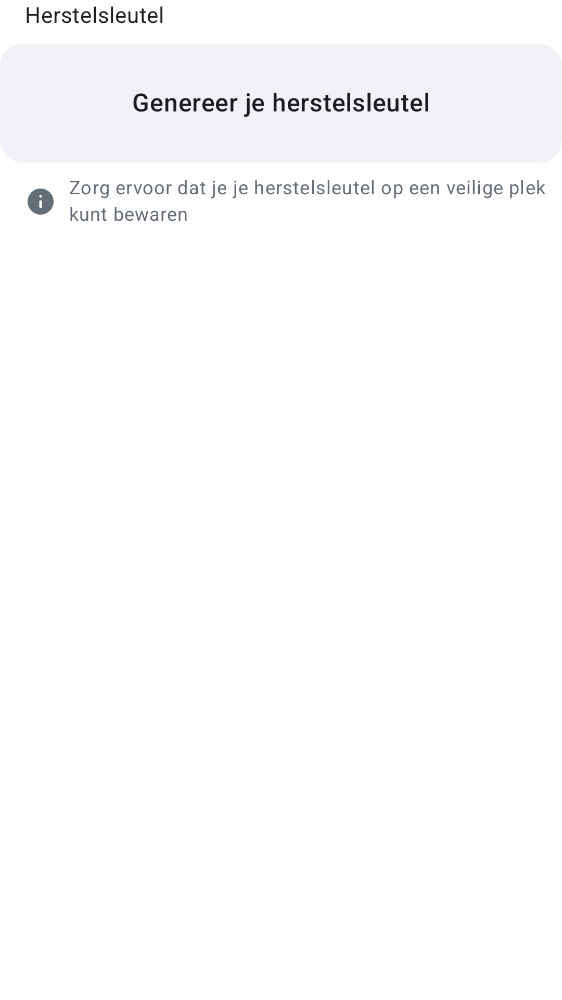 Herstelsleutel
Genereer je herstelsleutel
Zorg ervoor dat je je herstelsleutel op een veilige plek
kunt bewaren